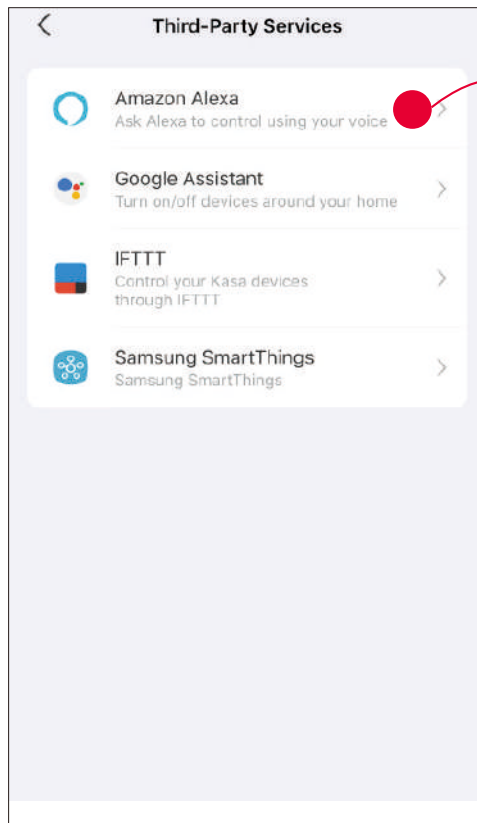 Third-Party Services
Amazon Alexa
Ask Alexa to control using your voice
Google Assistant
Turn on/off devices around your home
IFTTT
Control your Kasa devices
through IFTTT
Samsung SmartThings
Samsung SmartThings